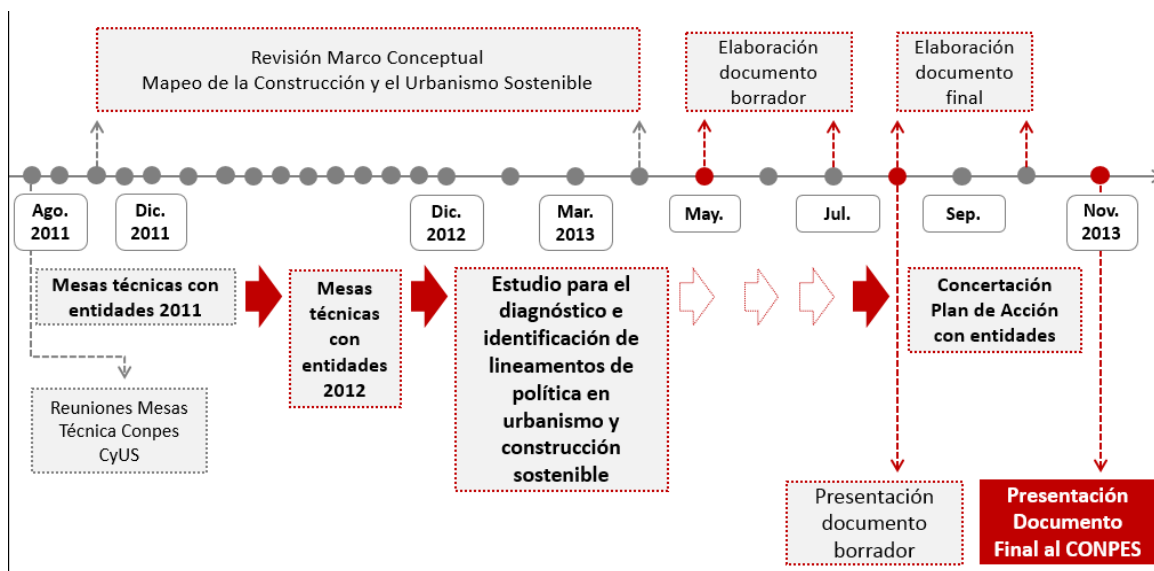 Revisión Marco Conceptual
Mapeo de la Construcción y el Urbanismo Sostenible
Elaboración
documento
borrador
Elaboración
documento
final
Ago.
2011
Dic.
2011
Dic.
2012
Mar.
2013
May.
Jul.
Sep.
Nov.
2013
Mesas técnicas con
entidades 2011
Mesas
técnicas
con
entidades
2012
Estudio para el
diagnóstico e
identificación de
lineamentos de
política en
urbanismo y
construcción
sostenible
Concertación
Plan de Acción
con entidades
Reuniones Mesas
Técnica Conpes
CyUS
Presentación
documento
borrador
Presentación
Documento
Final al CONPES